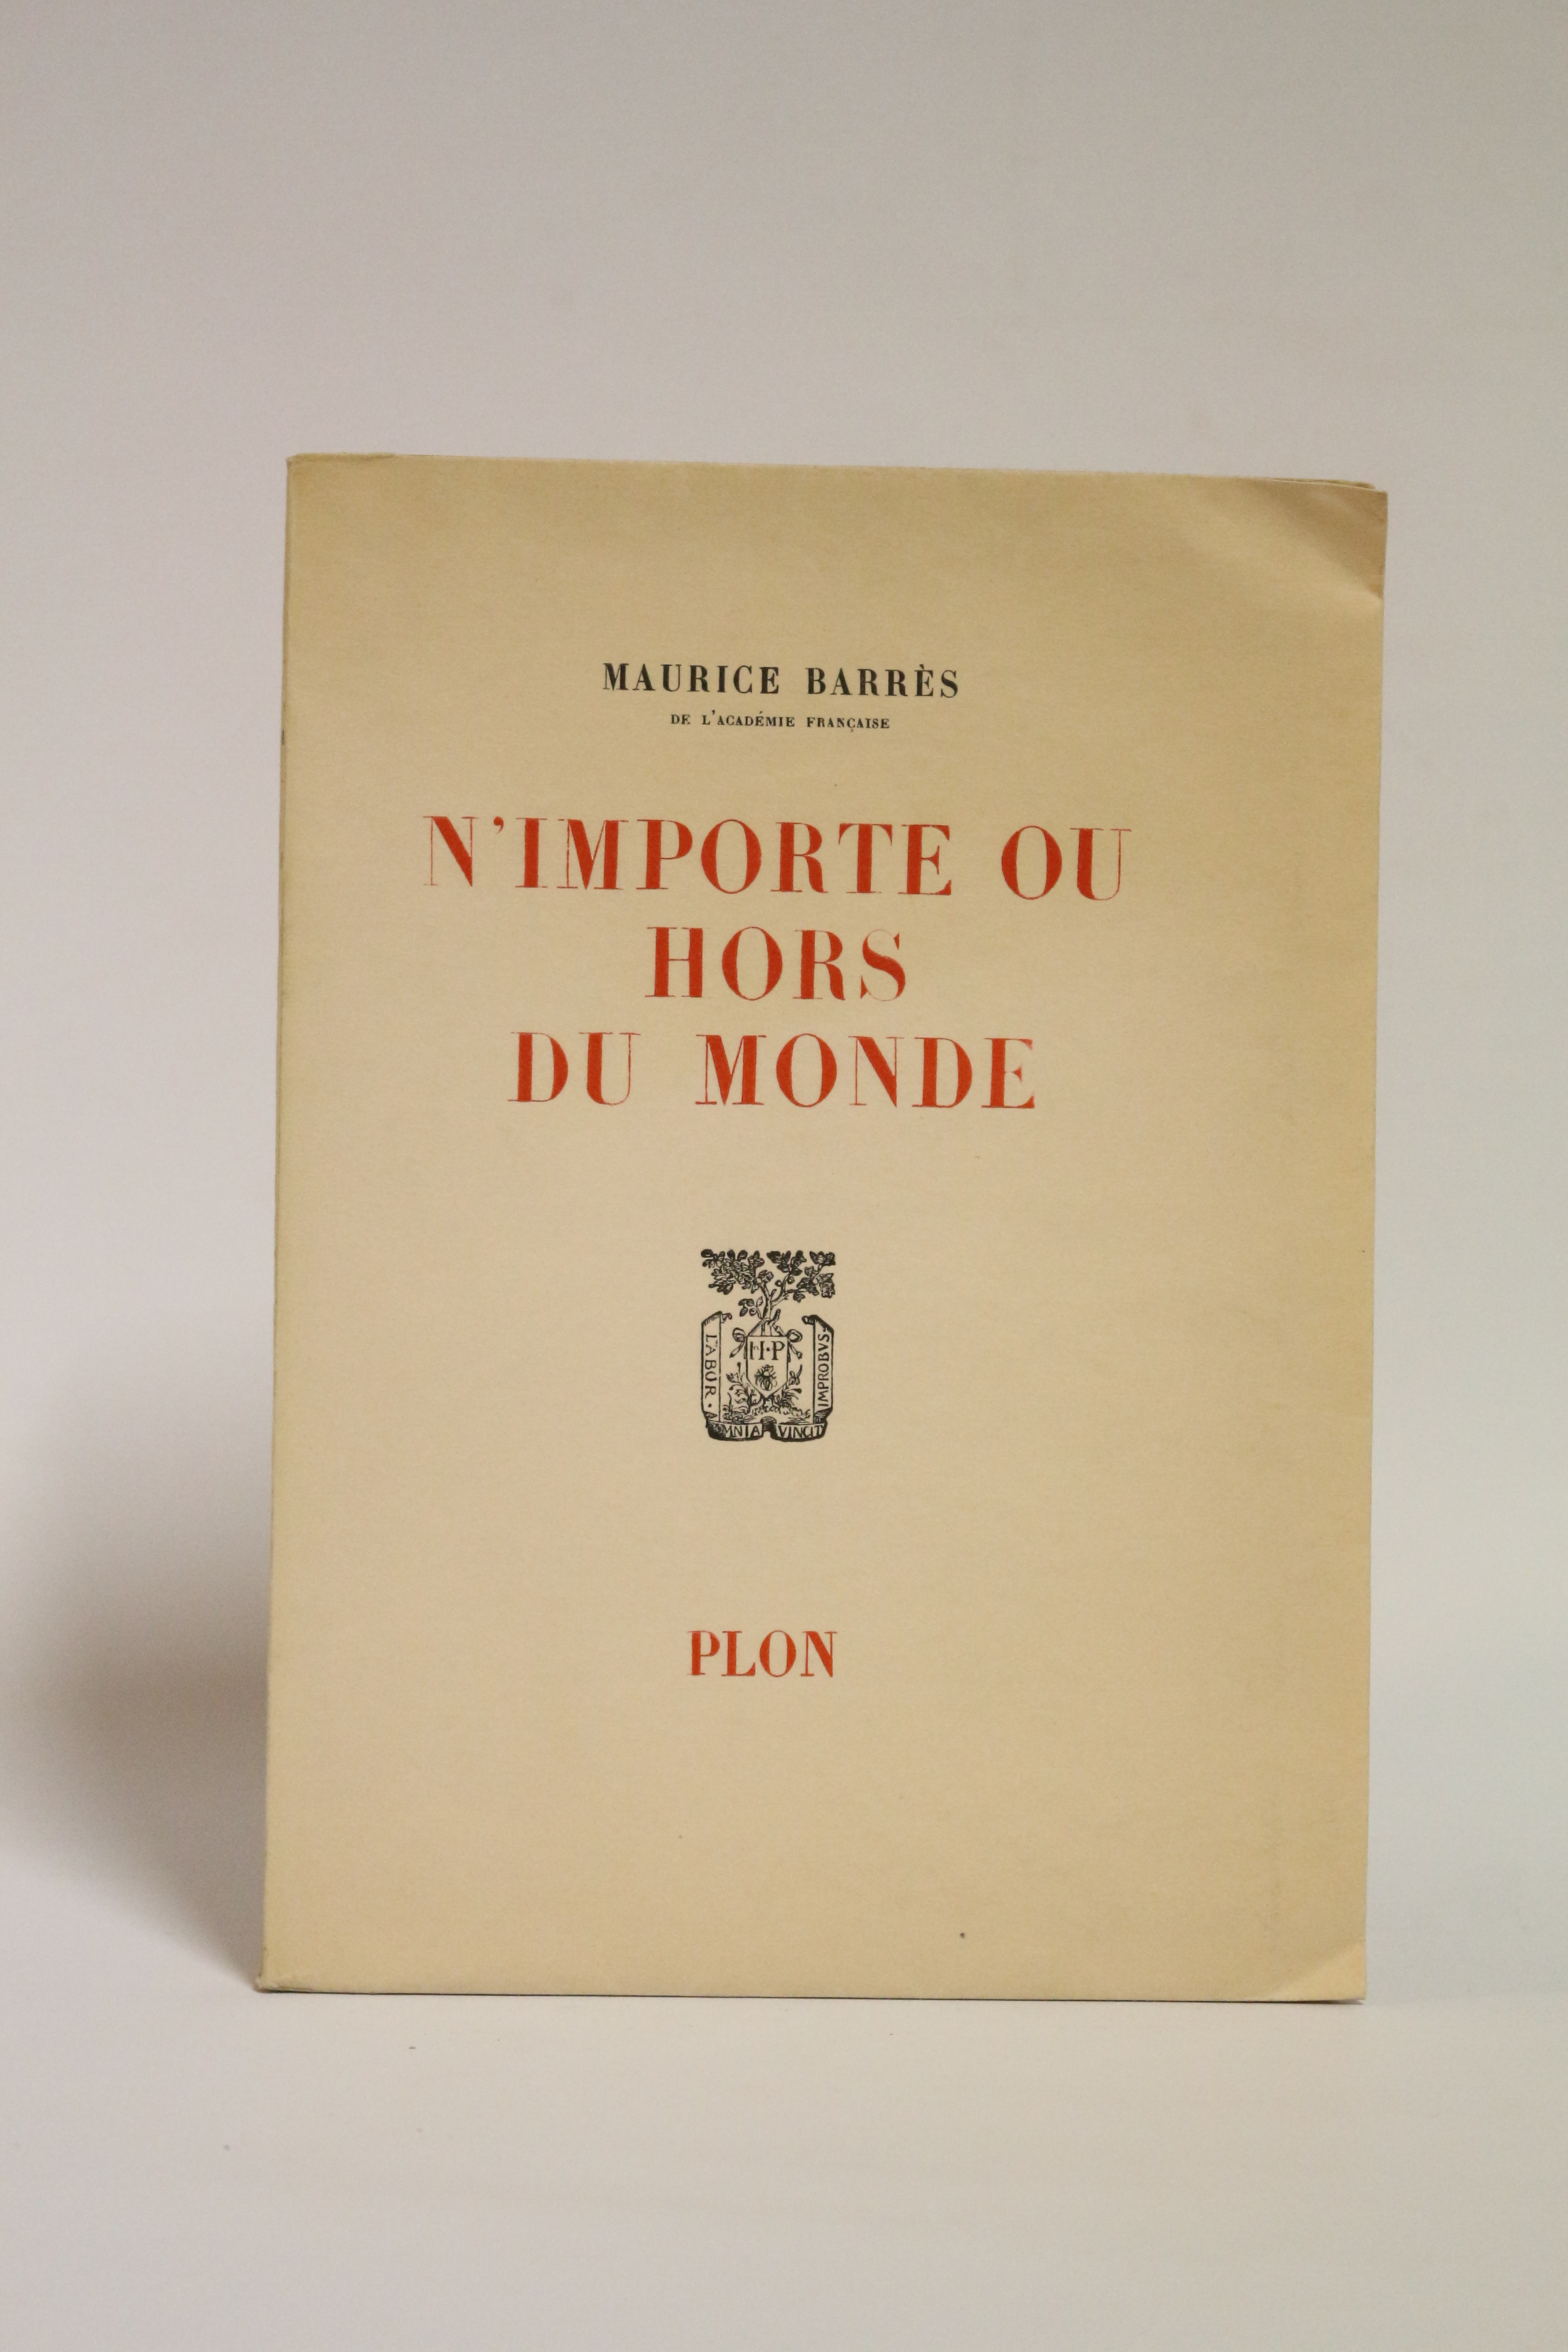 MAURICE BARRÈS
DE L'ACADÉMIE FRANÇAISE
N'IMPORTE OU
HORS
DU MONDE
H·P
LABOR·
OMNIA VINCIT
IMPROBVS
PLON